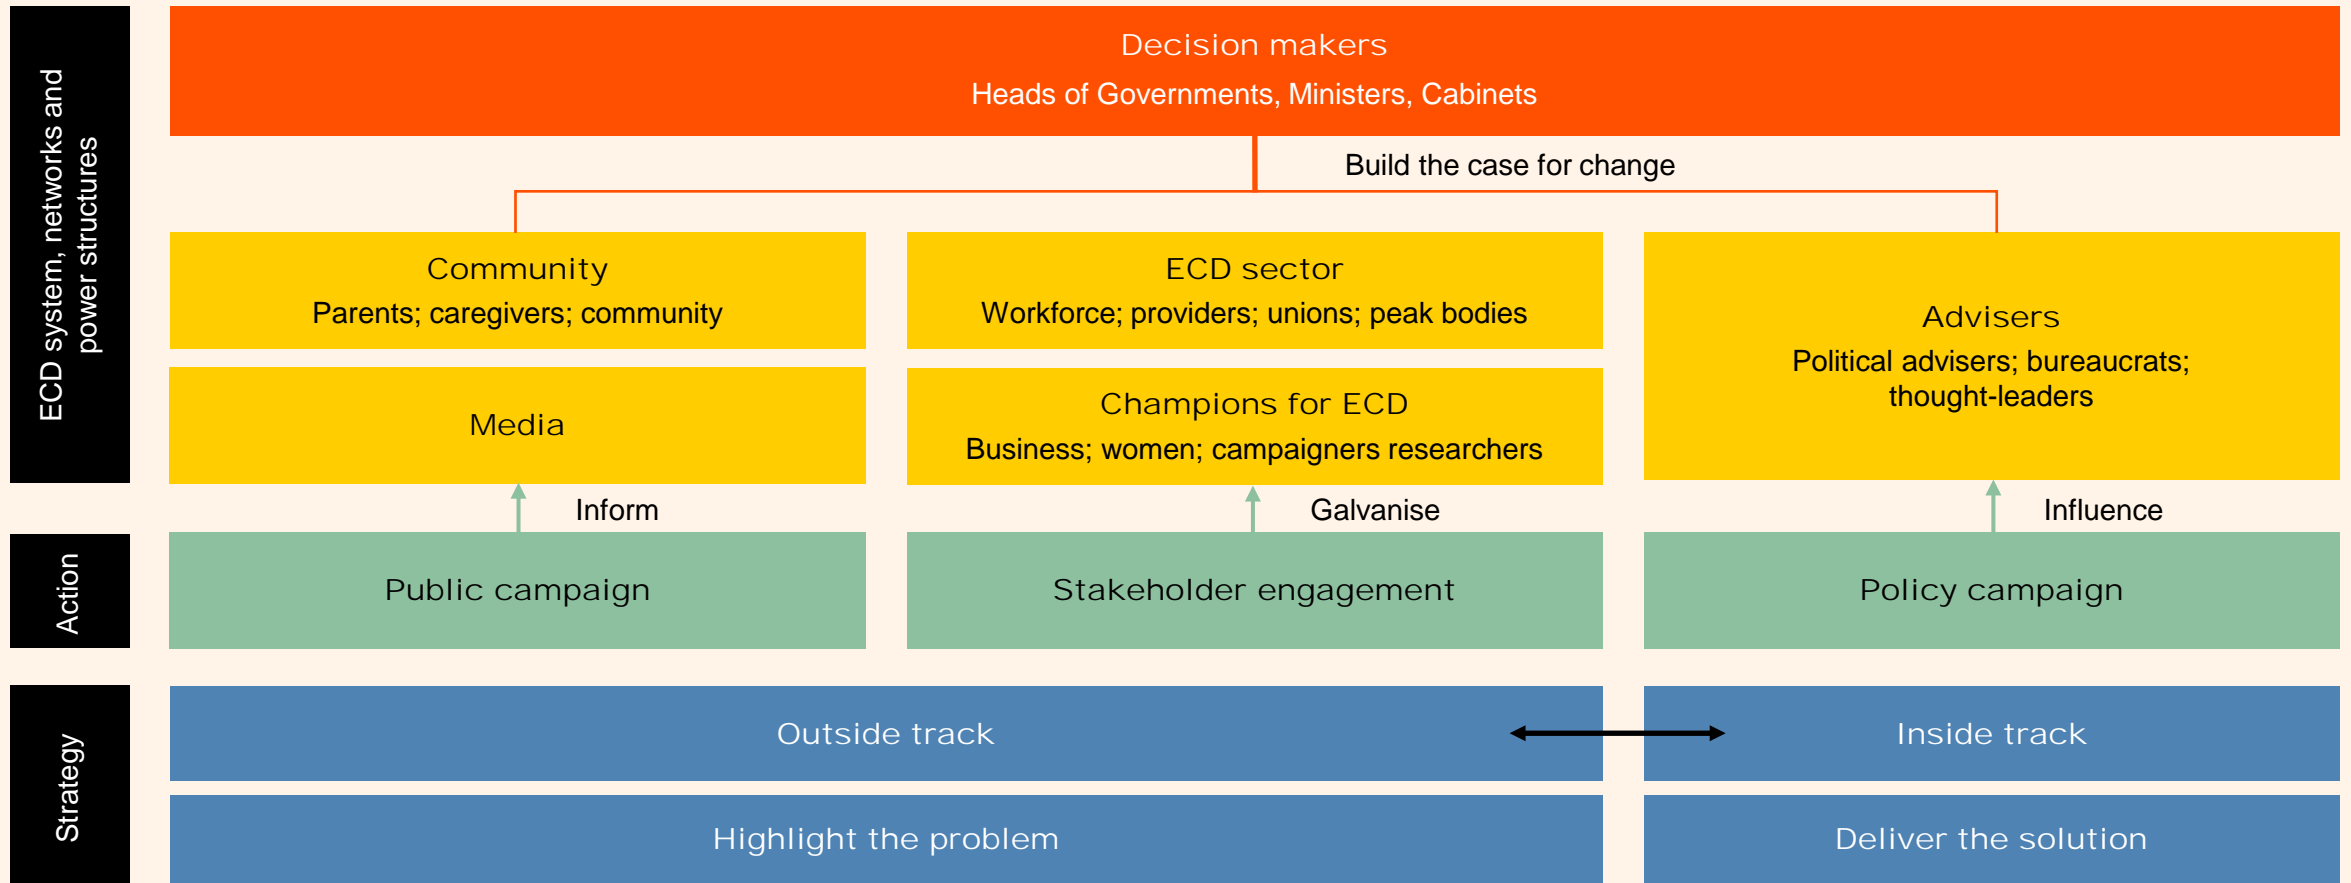 ECD system, networks and
power structures
Decision makers
Heads of Governments, Ministers, Cabinets
Build the case for change
Community
Parents; caregivers; community
ECD sector
Workforce; providers; unions; peak bodies
Advisers
Political advisers; bureaucrats;
thought-leaders
Media
Champions for ECD
Business; women; campaigners researchers
Inform
Galvanise
Influence
Action
Public campaign
Stakeholder engagement
Policy campaign
Strategy
Outside track
Inside track
Highlight the problem
Deliver the solution